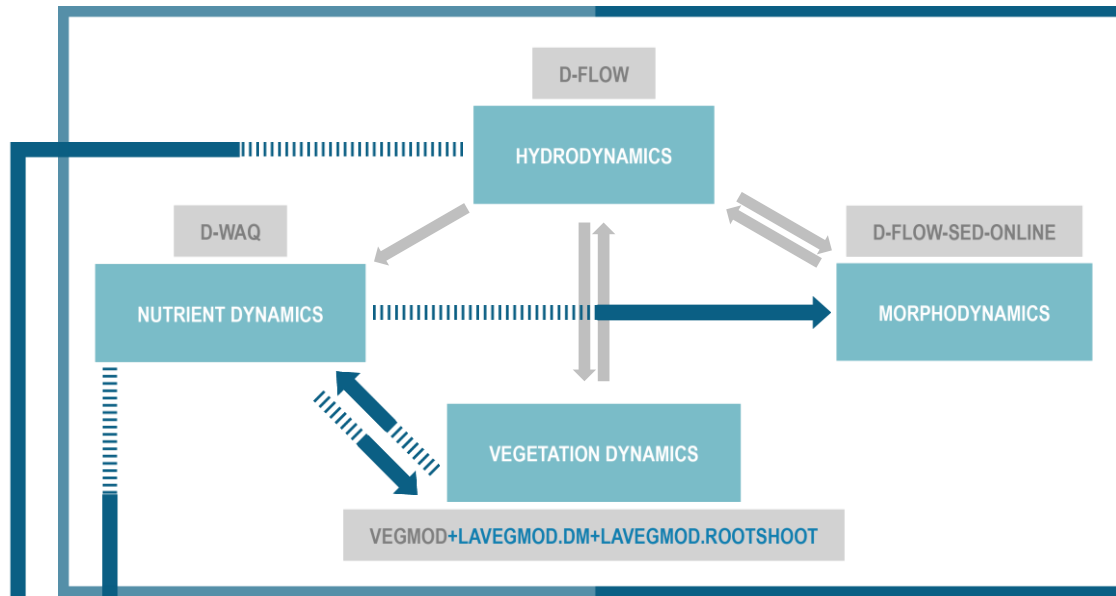 D-FLOW
HYDRODYNAMICS
D-WAQ
D-FLOW-SED-ONLINE
NUTRIENT DYNAMICS
MORPHODYNAMICS
VEGETATION DYNAMICS
VEGMOD+LAVEGMOD.DM+LAVEGMOD.ROOTSHOOT